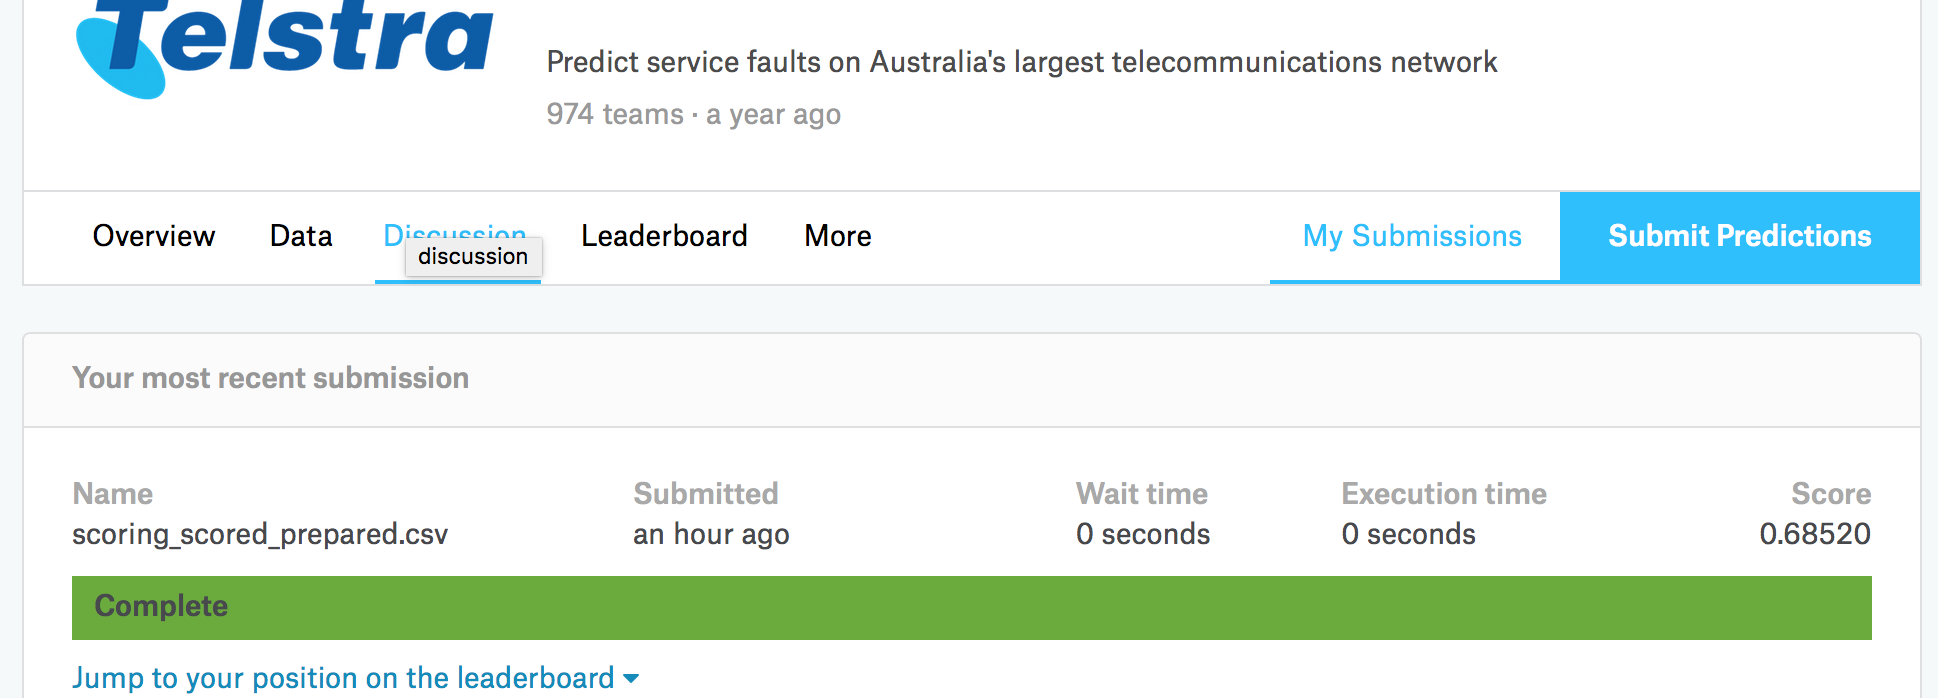 Telstra
Predict service faults on Australia's largest telecommunications network
974 teams · a year ago
Overview Data Discussion Leaderboard More My Submissions Submit Predictions
discussion
Your most recent submission
Name Submitted Wait time Execution time Score
scoring_scored_prepared.csv an hour ago 0 seconds 0 seconds 0.68520
Complete
Jump to your position on the leaderboard